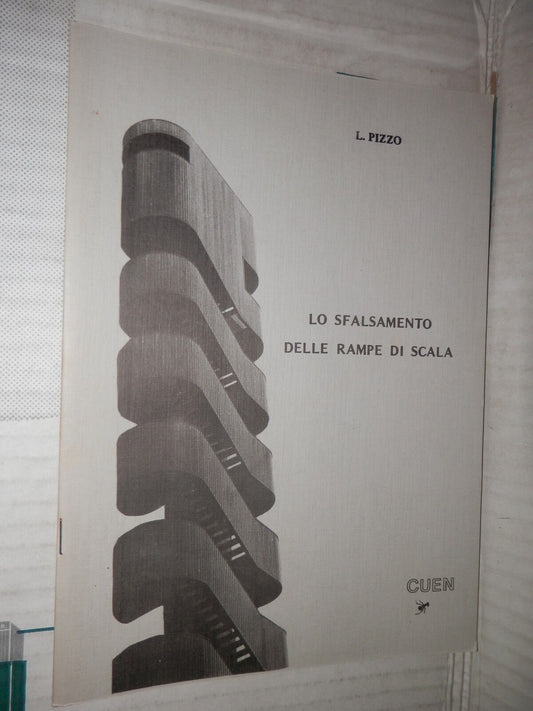 L. PIZZO
LO SFALSAMENTO
DELLE RAMPE DI SCALA
CUEN